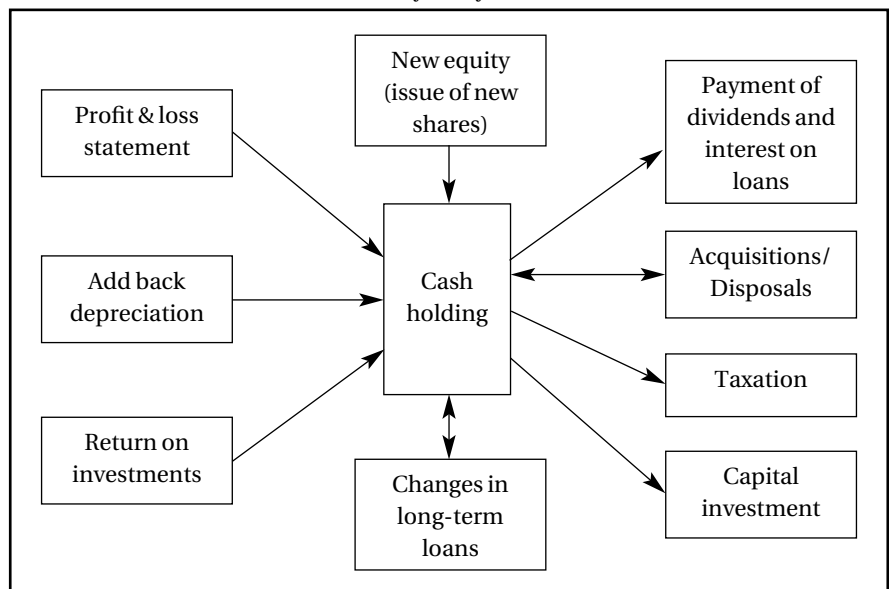 New equity
(issue of new
shares)
Profit & loss
statement
Payment of
dividends and
interest on
loans
Add back
depreciation
Cash
holding
Acquisitions/
Disposals
Taxation
Return on
investments
Changes in
long-term
loans
Capital
investment